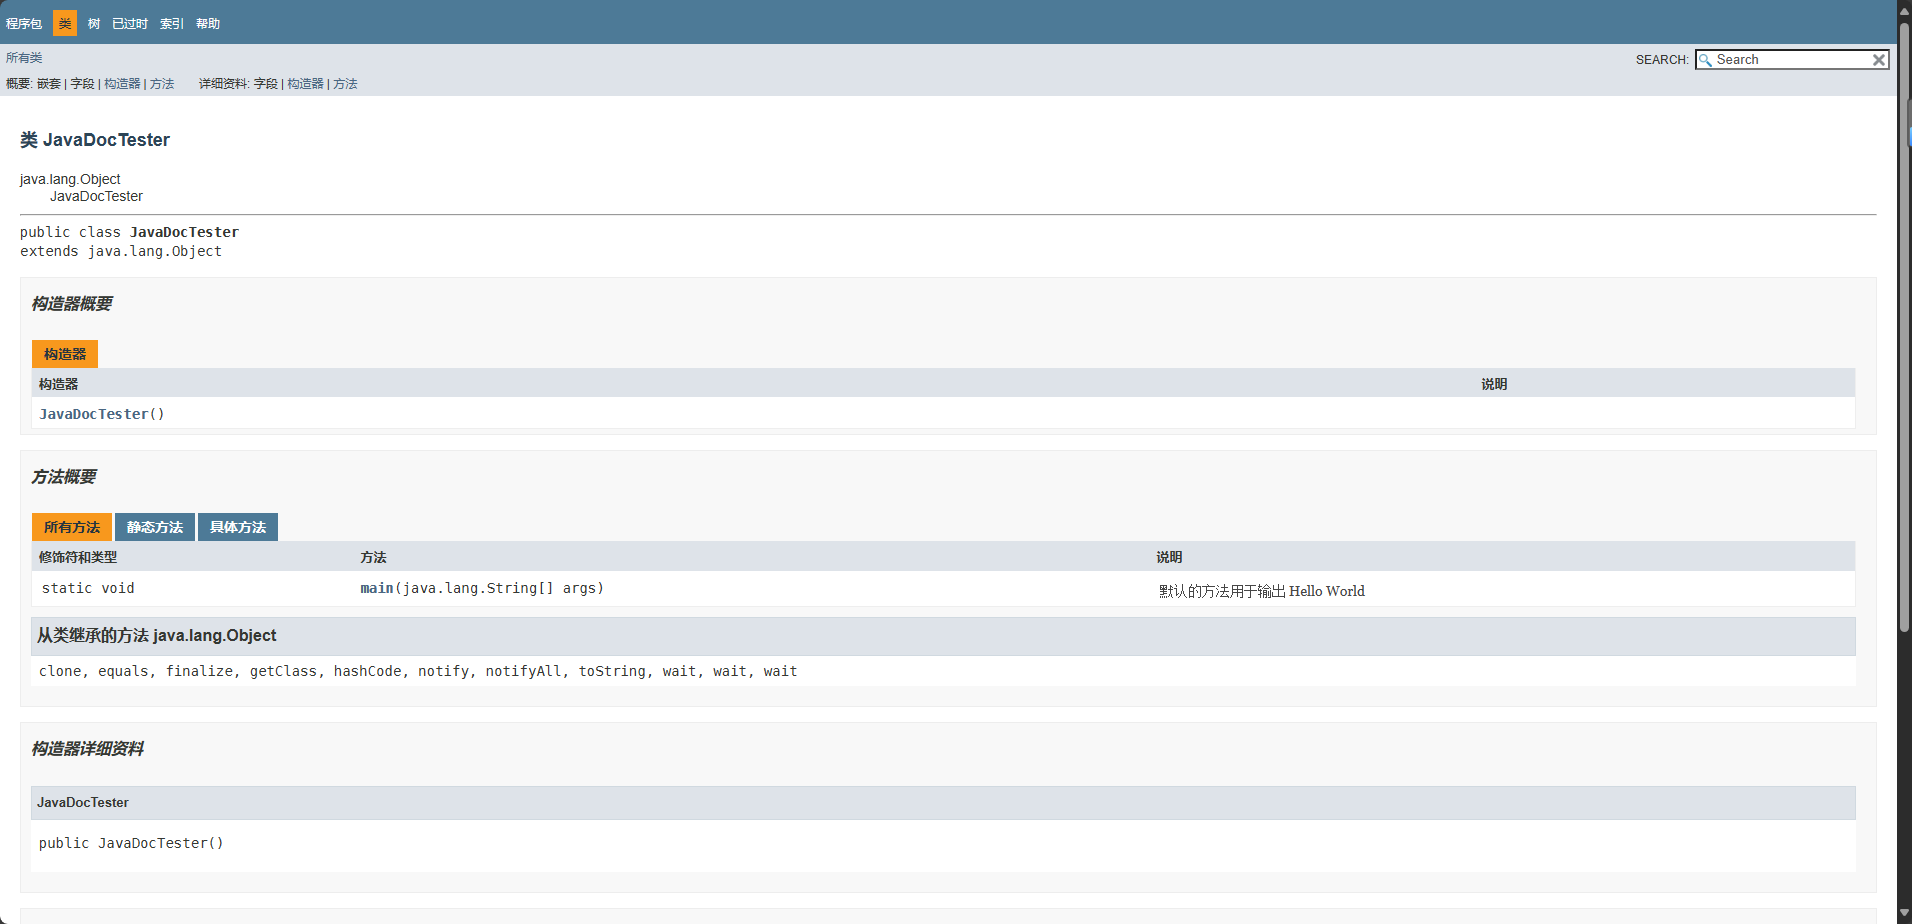 程序包 类 树 已过时 索引 帮助
所有类
SEARCH: Search
概要: 嵌套 | 字段 | 构造器 | 方法 详细资料: 字段 | 构造器 | 方法
类 JavaDocTester
java.lang.Object
JavaDocTester
public class JavaDocTester
extends java.lang.Object
构造器概要
构造器
构造器 说明
JavaDocTester()
方法概要
所有方法 静态方法 具体方法
修饰符和类型 方法 说明
static void main(java.lang.String[] args) 默认的方法用于输出 Hello World
从类继承的方法 java.lang.Object
clone, equals, finalize, getClass, hashCode, notify, notifyAll, toString, wait, wait, wait
构造器详细资料
JavaDocTester
public JavaDocTester()